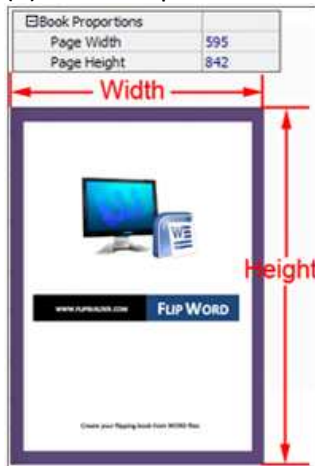 Book Proportions
Page Width 595
Page Height 842
Width
Height
WWW.FLIPBUILDER.COM FLIP WORD
Create your flipping book from WORD files